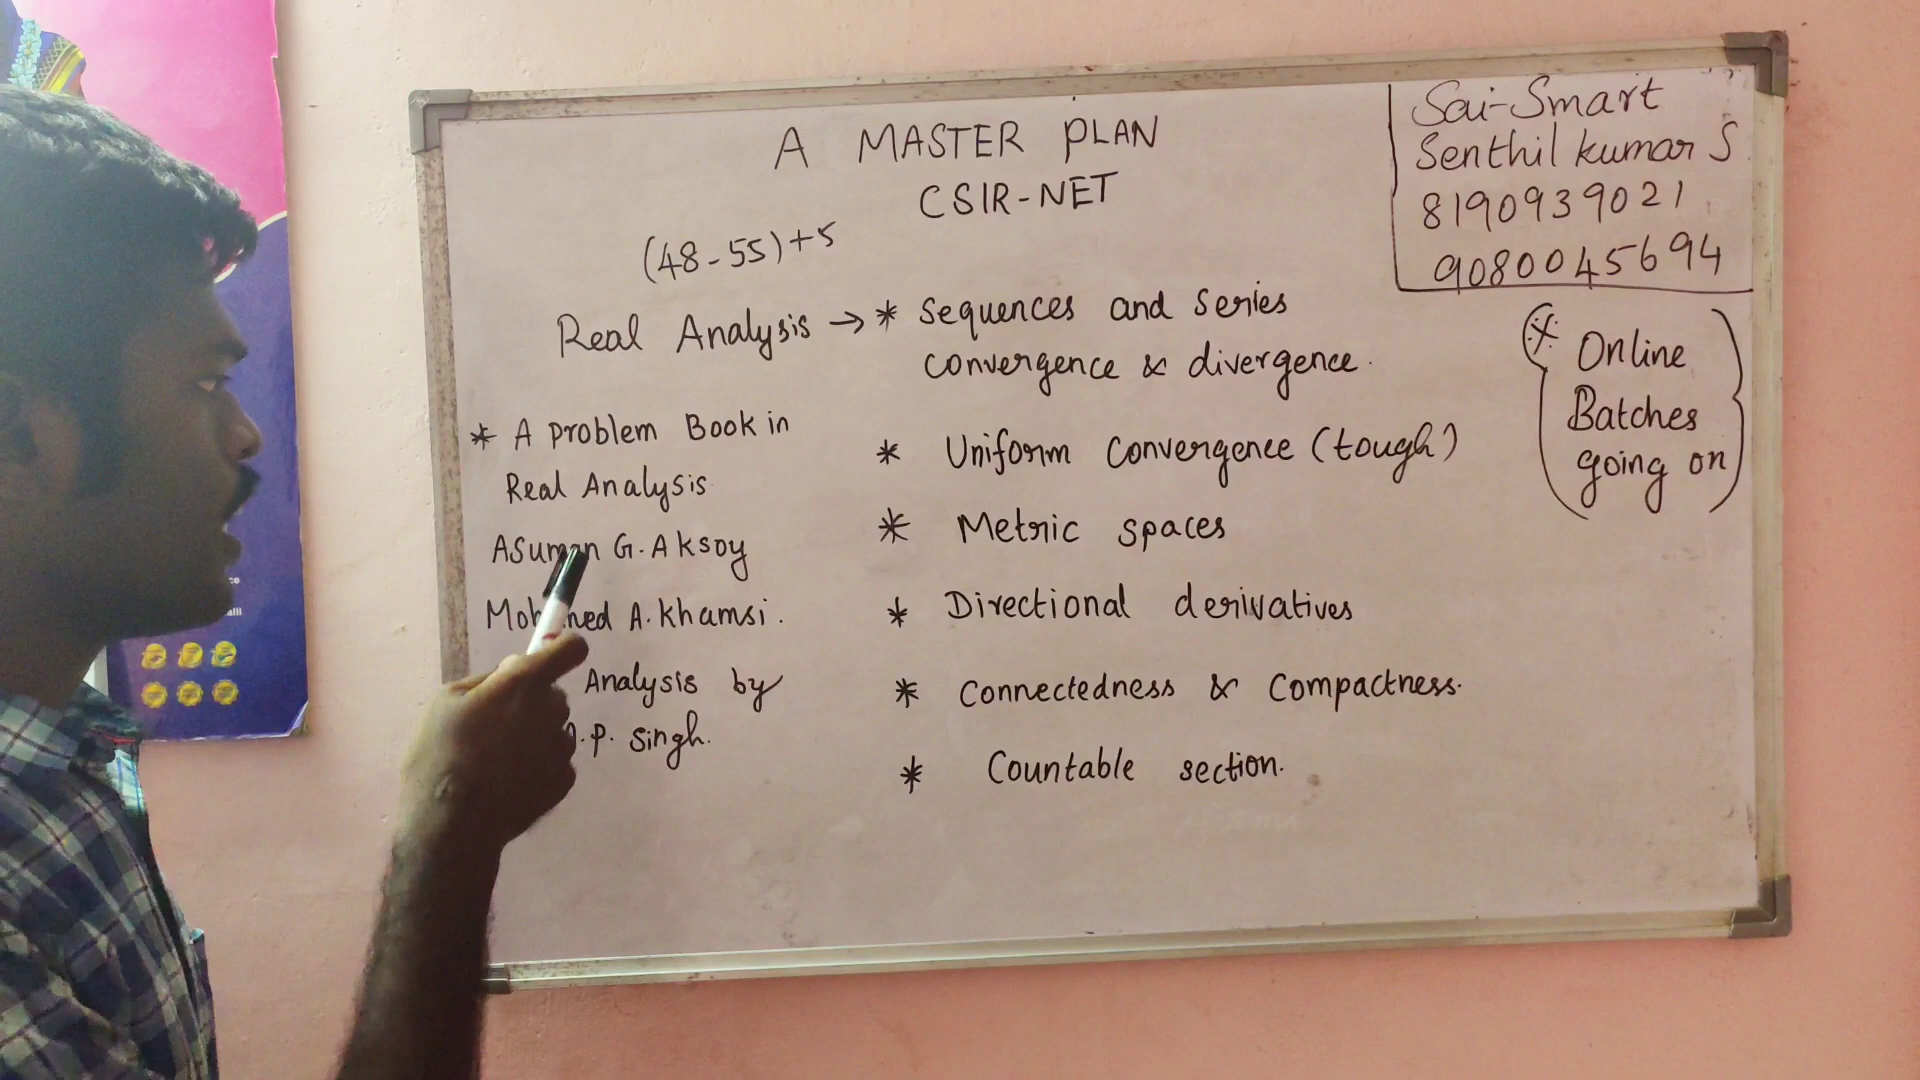 A MASTER PLAN
CSIR-NET
(48-55)+5
Sai-Smart
Senthil kumar S
8190939021
9080045694
Real Analysis → * Sequences and series
convergence & divergence.
* Uniform Convergence (tough)
* Metric spaces
* Directional derivatives
* Connectedness & Compactness.
* Countable section.
* A problem Book in
Real Analysis
Asuman G. Aksoy
A. Khamsi.
Analysis by
.P. Singh.
* Online
Batches
going on